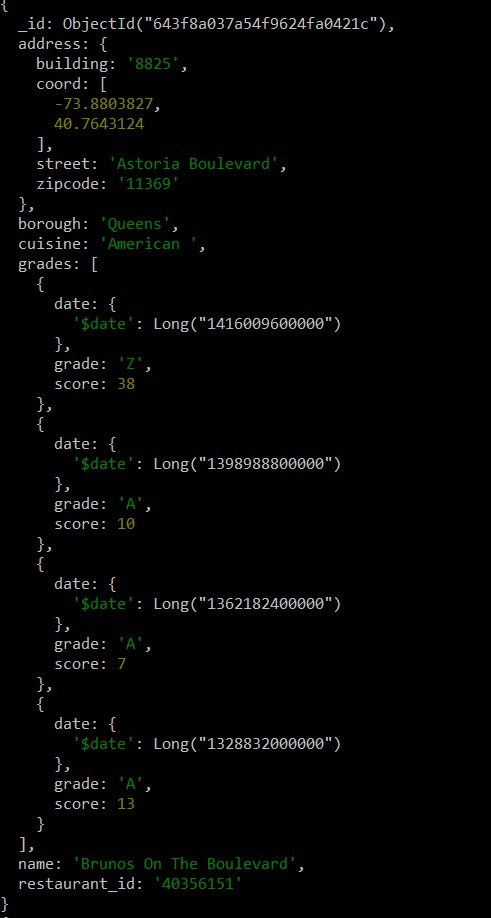 {
  _id: ObjectId("643f8a037a54f9624fa0421c"),
  address: {
    building: '8825',
    coord: [
      -73.8803827,
      40.7643124
    ],
    street: 'Astoria Boulevard',
    zipcode: '11369'
  },
  borough: 'Queens',
  cuisine: 'American ',
  grades: [
    {
      date: {
        '$date': Long("1416009600000")
      },
      grade: 'Z',
      score: 38
    },
    {
      date: {
        '$date': Long("1398988800000")
      },
      grade: 'A',
      score: 10
    },
    {
      date: {
        '$date': Long("1362182400000")
      },
      grade: 'A',
      score: 7
    },
    {
      date: {
        '$date': Long("1328832000000")
      },
      grade: 'A',
      score: 13
    }
  ],
  name: 'Brunos On The Boulevard',
  restaurant_id: '40356151'
}